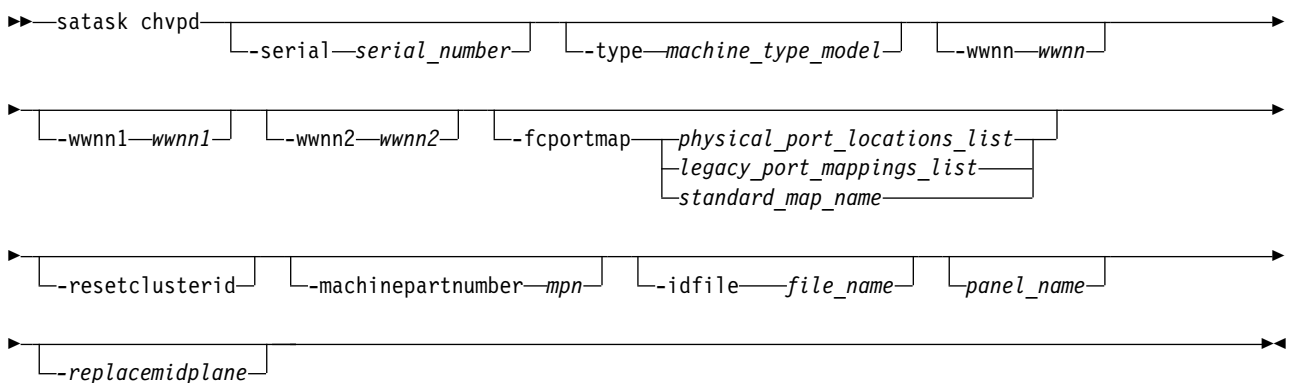 satask chvpd
-serial serial_number -type machine_type_model -wwnn wwnn
-wwnn1 wwnn1 -wwnn2 wwnn2 -fcportmap physical_port_locations_list
legacy_port_mappings_list
standard_map_name
-resetclusterid -machinepartnumber mpn -idfile file_name panel_name
-replacemidplane